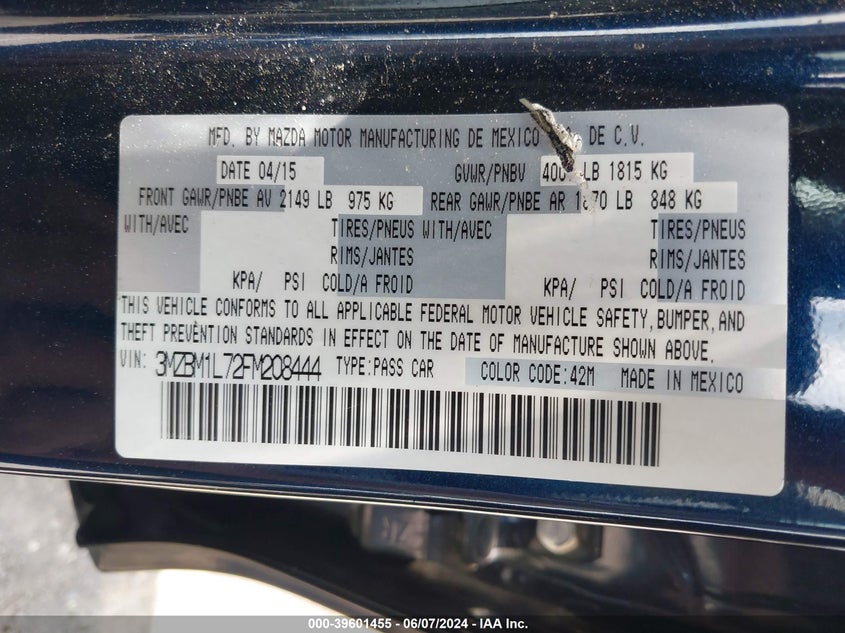 MFD. BY MAZDA MOTOR MANUFACTURING DE MEXICO DE C.V.
DATE 04/15 GVWR/PNBV LB 1815 KG
FRONT GAWR/PNBE AV 2149 LB 975 KG REAR GAWR/PNBE AR LB 848 KG
WITH/AVEC TIRES/PNEUS WITH/AVEC TIRES/PNEUS
RIMS/JANTES RIMS/JANTES
KPA/ PSI COLD/A FROID KPA/ PSI COLD/A FROID
THIS VEHICLE CONFORMS TO ALL APPLICABLE FEDERAL MOTOR VEHICLE SAFETY, BUMPER, AND
THEFT PREVENTION STANDARDS IN EFFECT ON THE DATE OF MANUFACTURE SHOWN ABOVE.
VIN: 3MZBM1L72FM208444 TYPE:PASS CAR COLOR CODE:42M MADE IN MEXICO
000-39601455 - 06/07/2024 - IAA Inc.